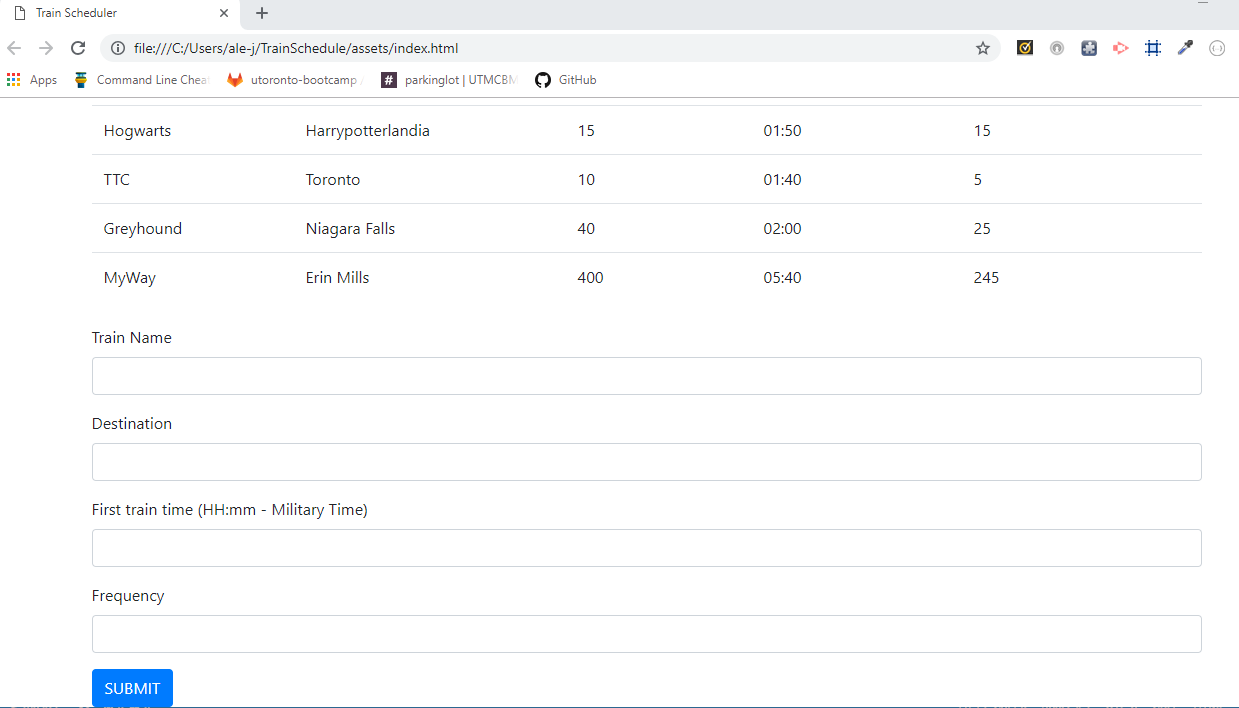 Train Scheduler
file:///C:/Users/ale-j/TrainSchedule/assets/index.html
Apps Command Line Chea utoronto-bootcamp # parkinglot | UTMCBM GitHub
Hogwarts Harrypotterlandia 15 01:50 15
TTC Toronto 10 01:40 5
Greyhound Niagara Falls 40 02:00 25
MyWay Erin Mills 400 05:40 245
Train Name
Destination
First train time (HH:mm - Military Time)
Frequency
SUBMIT